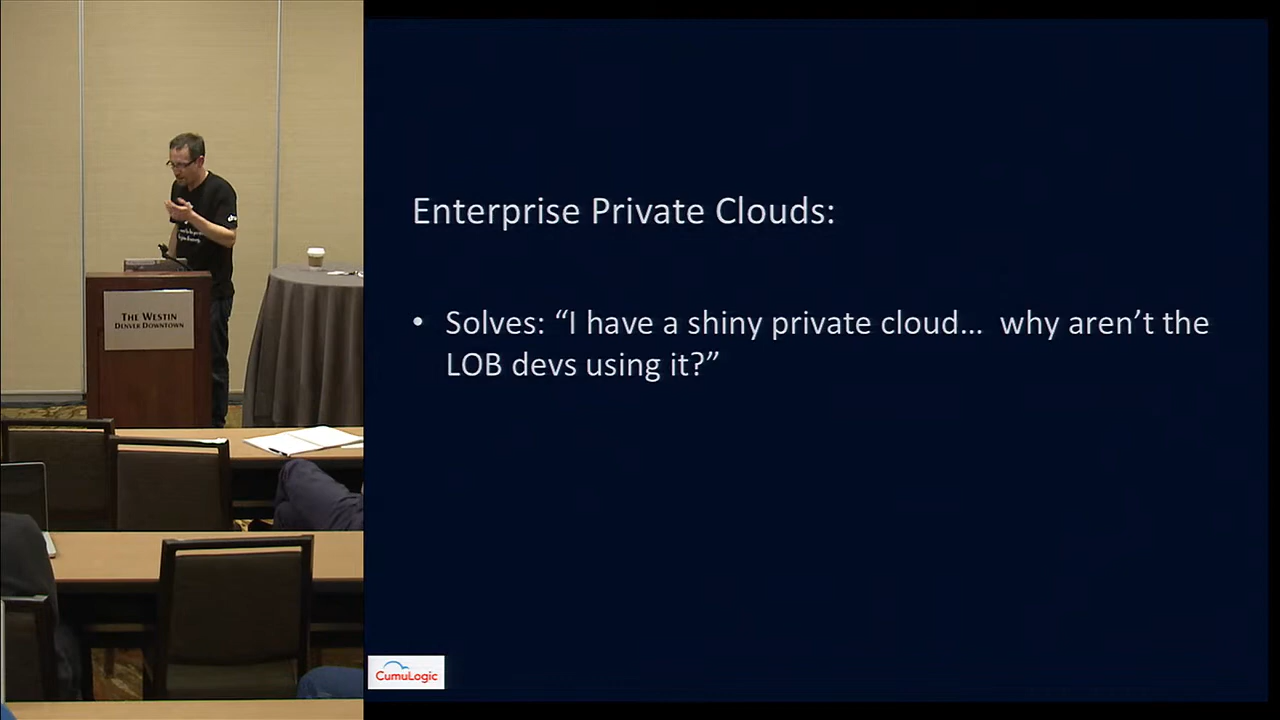 Enterprise Private Clouds:
• Solves: “I have a shiny private cloud… why aren’t the
LOB devs using it?”
THE WESTIN
DENVER DOWNTOWN
CumuLogic